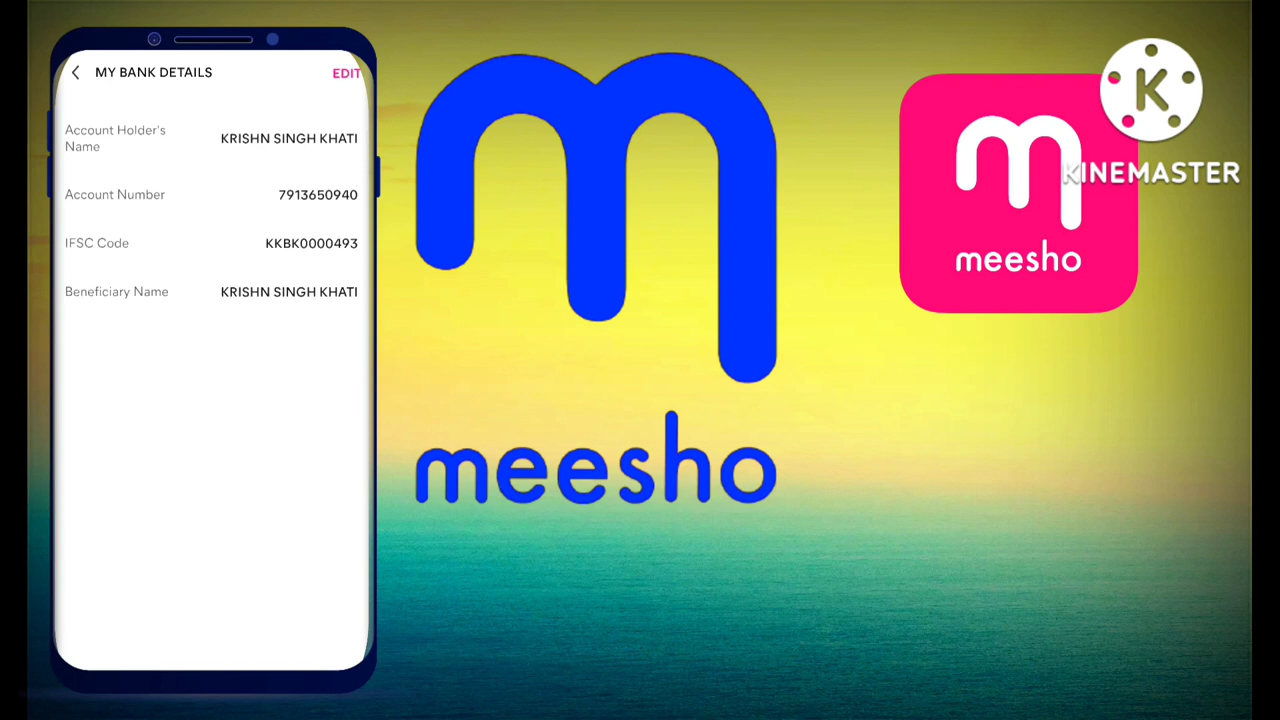 MY BANK DETAILS EDIT
Account Holder's
Name KRISHN SINGH KHATI
Account Number 7913650940
IFSC Code KKBK0000493
Beneficiary Name KRISHN SINGH KHATI
meesho
meesho
K
KINEMASTER